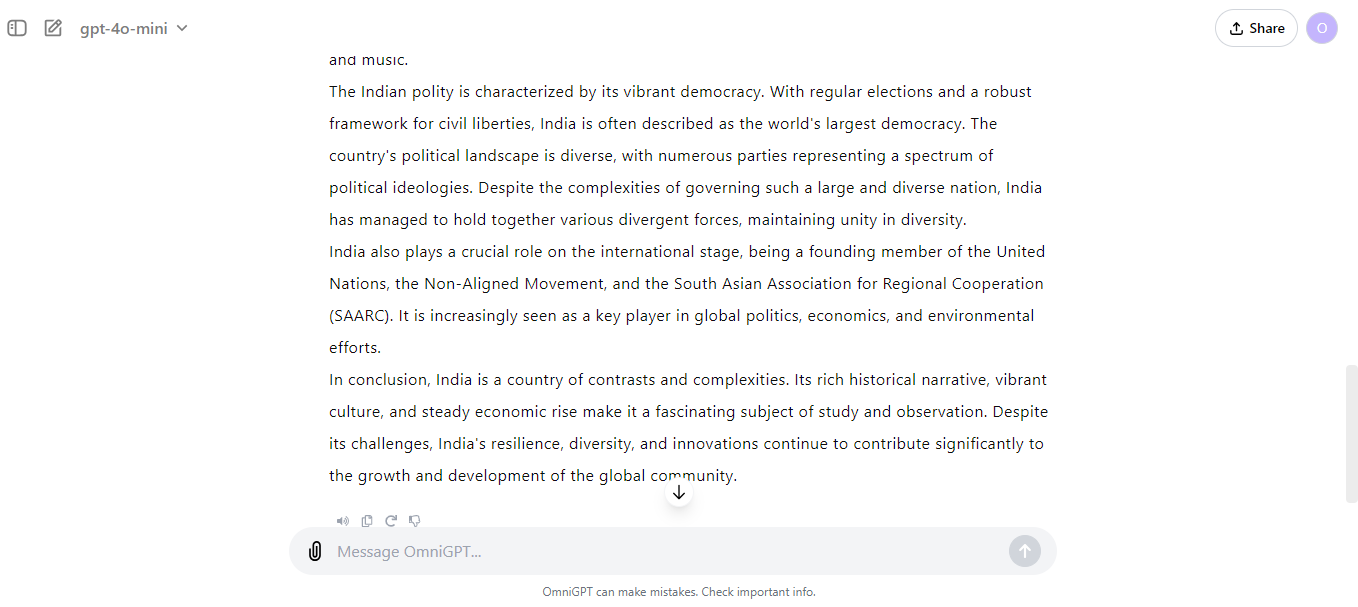 gpt-4o-mini
Share
O
and music.
The Indian polity is characterized by its vibrant democracy. With regular elections and a robust
framework for civil liberties, India is often described as the world's largest democracy. The
country's political landscape is diverse, with numerous parties representing a spectrum of
political ideologies. Despite the complexities of governing such a large and diverse nation, India
has managed to hold together various divergent forces, maintaining unity in diversity.
India also plays a crucial role on the international stage, being a founding member of the United
Nations, the Non-Aligned Movement, and the South Asian Association for Regional Cooperation
(SAARC). It is increasingly seen as a key player in global politics, economics, and environmental
efforts.
In conclusion, India is a country of contrasts and complexities. Its rich historical narrative, vibrant
culture, and steady economic rise make it a fascinating subject of study and observation. Despite
its challenges, India's resilience, diversity, and innovations continue to contribute significantly to
the growth and development of the global community.
Message OmniGPT...
OmniGPT can make mistakes. Check important info.